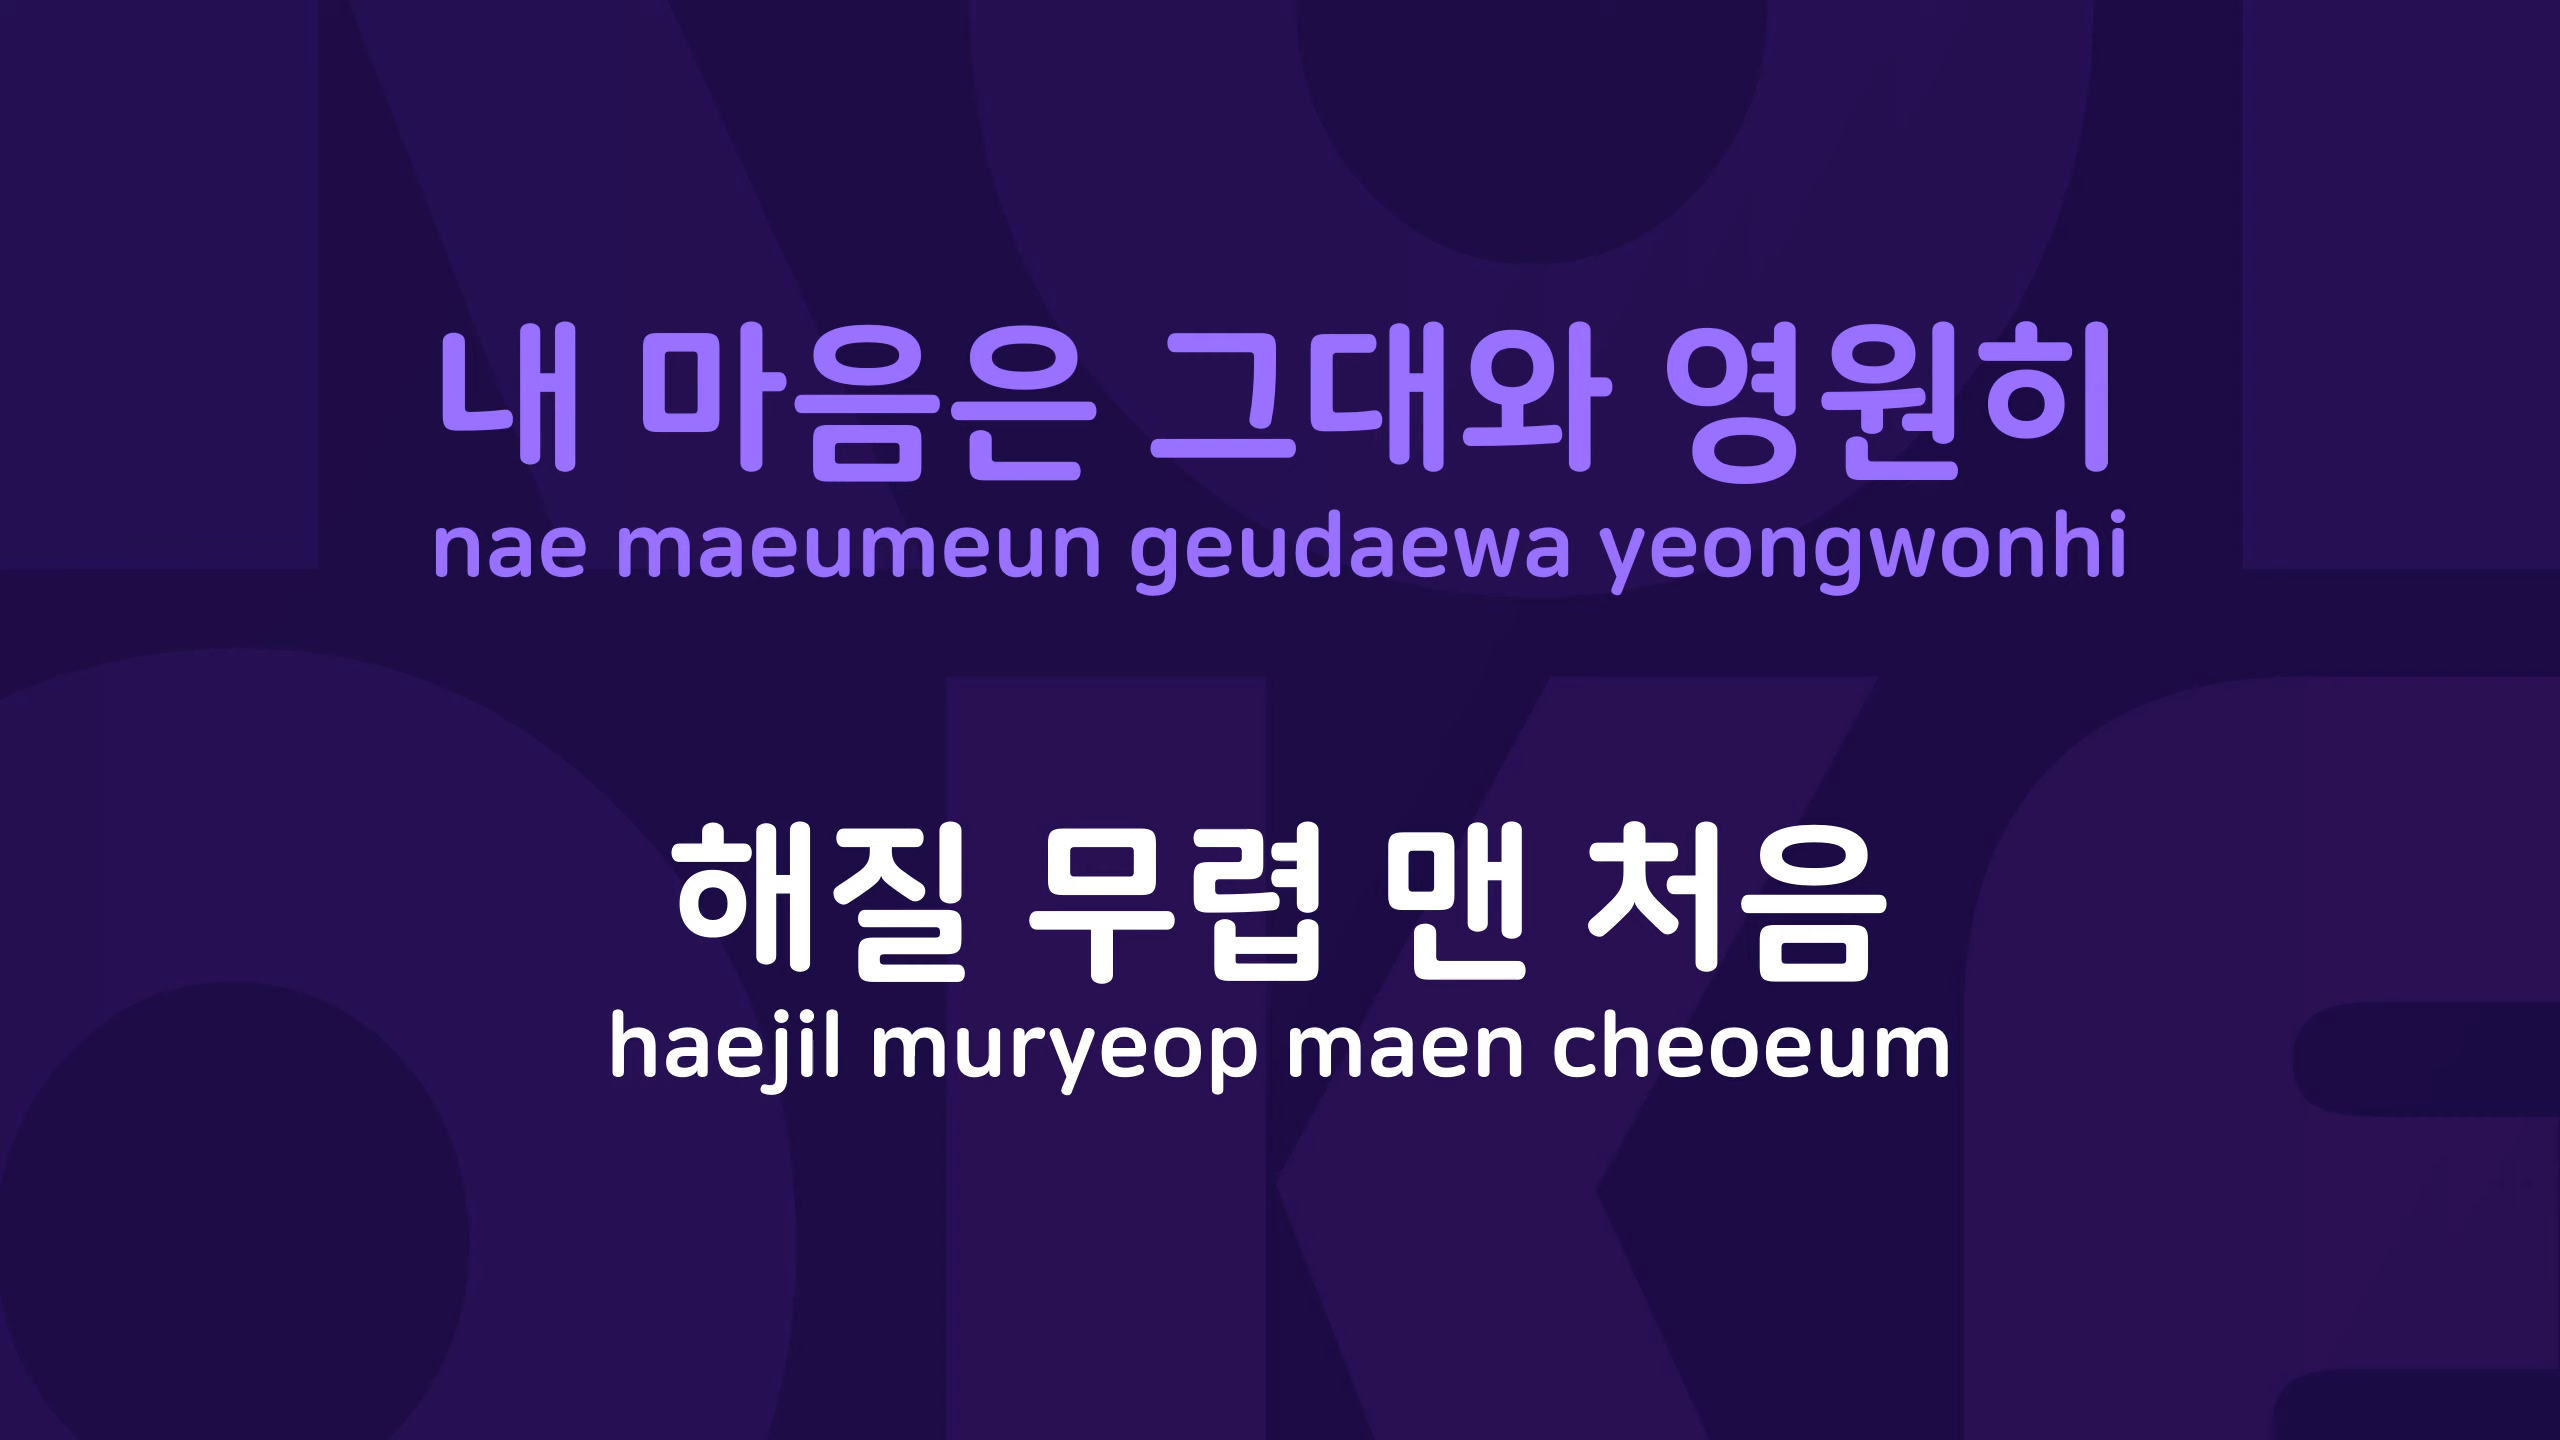 내 마음은 그대와 영원히
nae maeumeun geudaewa yeongwonhi
해질 무렵 맨 처음
haejil muryeop maen cheoeum